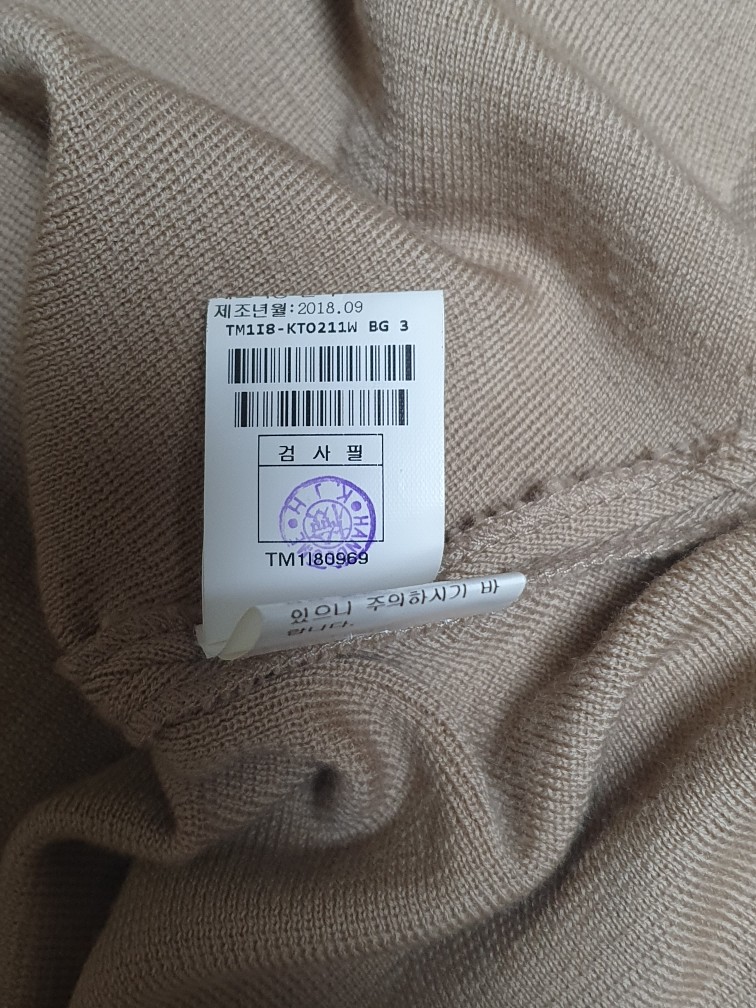 제조년월:2018.09
TM1I8-KTO211W BG 3
검 사 필
TM1I80969
있으니 주의하시기 바
랍니다.